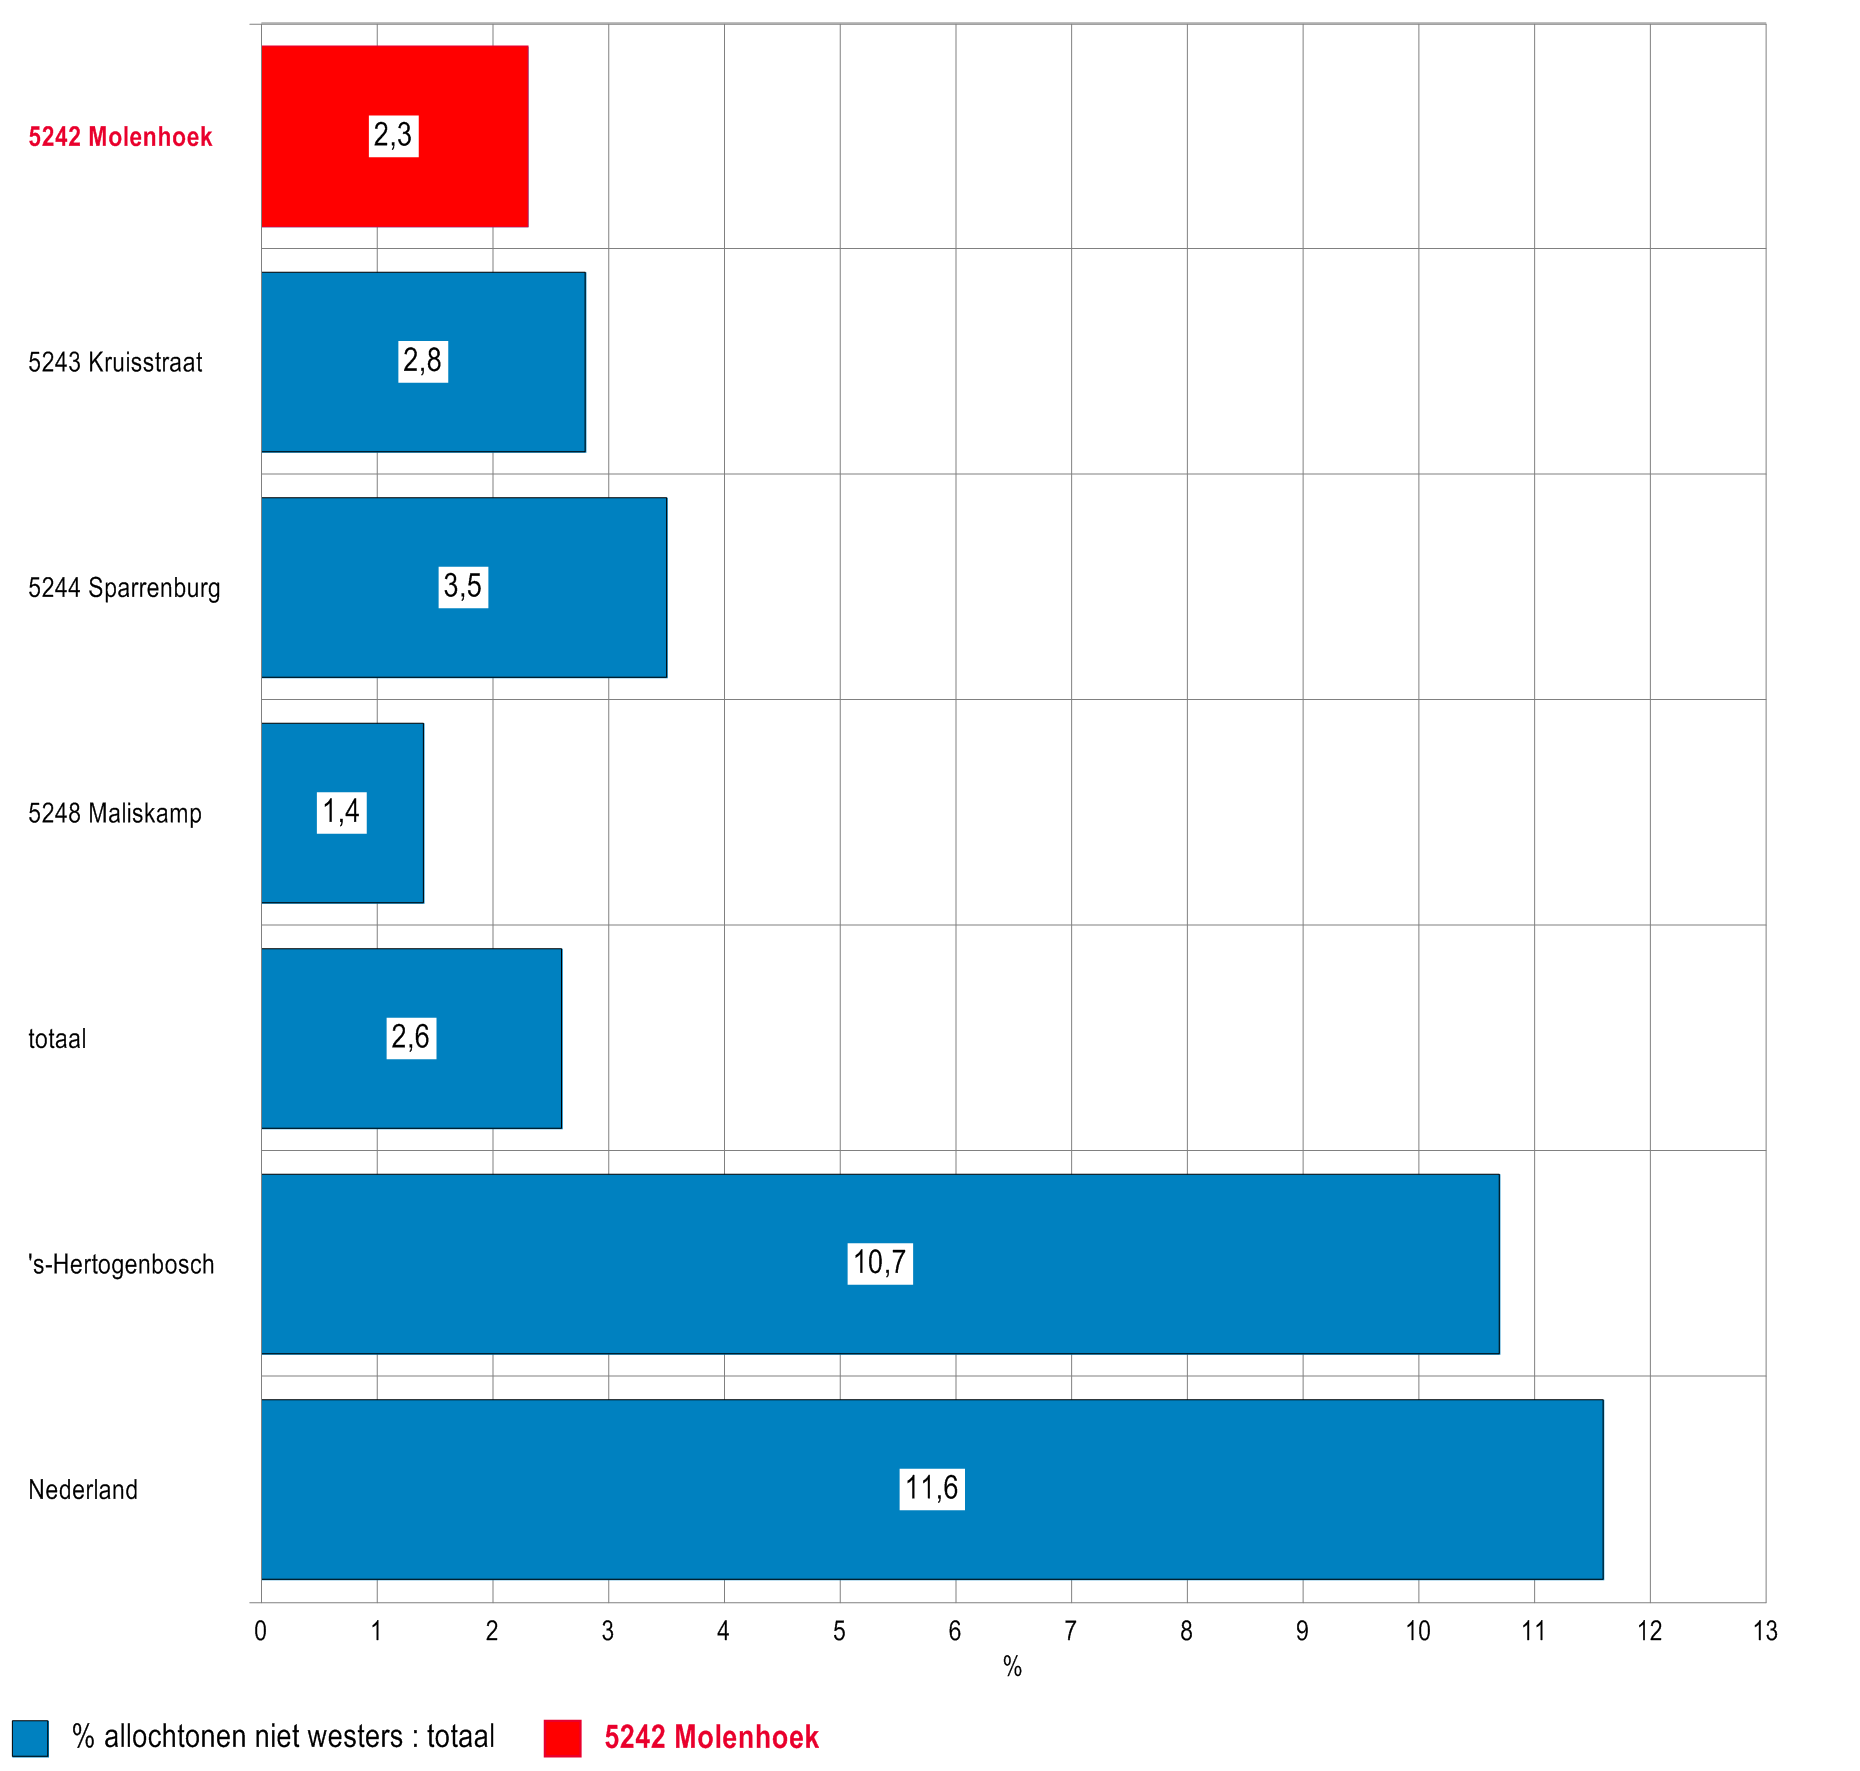 5242 Molenhoek
2,3
5243 Kruisstraat
2,8
5244 Sparrenburg
3,5
5248 Maliskamp
1,4
totaal
2,6
's-Hertogenbosch
10,7
Nederland
11,6
0 1 2 3 4 5 6 7 8 9 10 11 12 13
%
% allochtonen niet westers : totaal 5242 Molenhoek